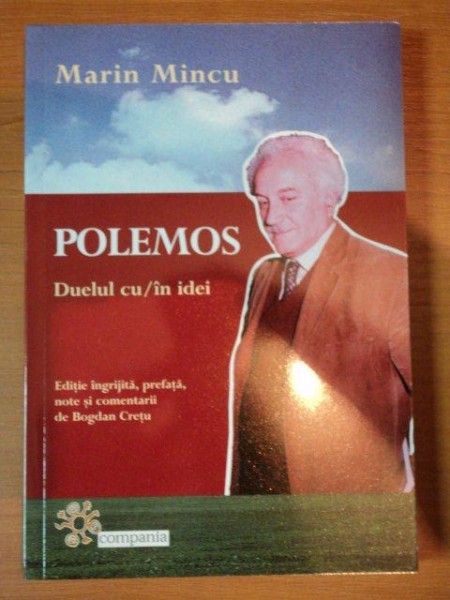 Marin Mincu
POLEMOS
Duelul cu/în idei
Ediție îngrijită, prefață,
note și comentarii
de Bogdan Crețu
compania